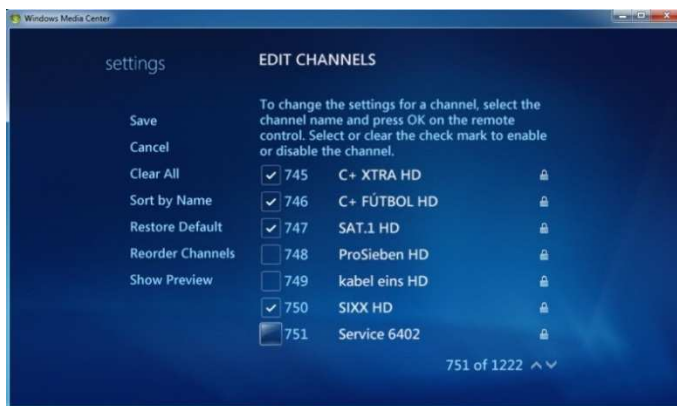 Windows Media Center
settings
EDIT CHANNELS
To change the settings for a channel, select the
channel name and press OK on the remote
control. Select or clear the check mark to enable
or disable the channel.
Save
Cancel
Clear All
Sort by Name
Restore Default
Reorder Channels
Show Preview
745 C+ XTRA HD
746 C+ FÚTBOL HD
747 SAT.1 HD
748 ProSieben HD
749 kabel eins HD
750 SIXX HD
751 Service 6402
751 of 1222